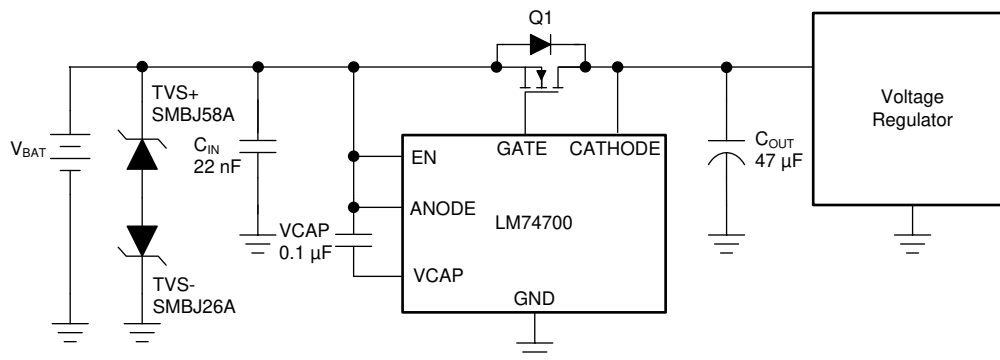 Q1
TVS+
SMBJ58A
Voltage
Regulator
V_BAT
C_IN
22 nF
EN
GATE
CATHODE
C_OUT
47 µF
ANODE
LM74700
VCAP
0.1 µF
VCAP
TVS-
SMBJ26A
GND